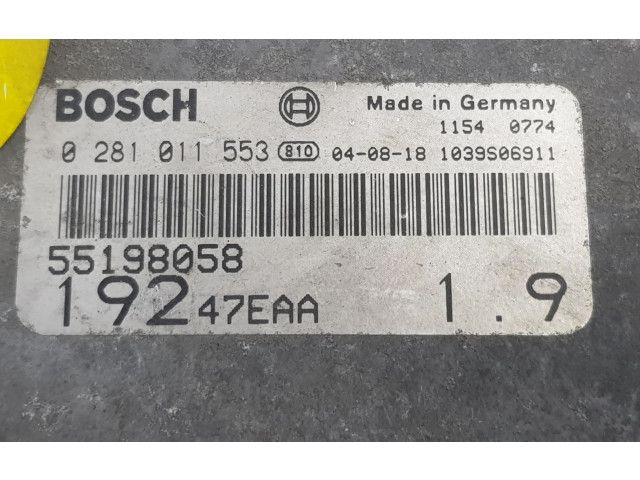 BOSCH Made in Germany
1154 0774
0 281 011 553 810 04-08-18 1039S06911
55198058
192 47EAA 1.9